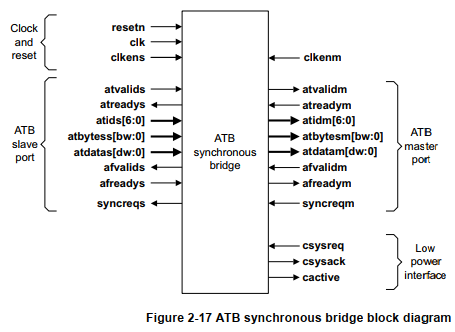 Clock
and
reset
resetn
clk
clkens
clkenm
ATB
slave
port
atvalids
atreadys
atids[6:0]
atbytess[bw:0]
atdatas[dw:0]
afvalids
afreadys
syncreqs
ATB
synchronous
bridge
atvalidm
atreadym
atidm[6:0]
atbytesm[bw:0]
atdatam[dw:0]
afvalidm
afreadym
syncreqm
ATB
master
port
csysreq
csysack
cactive
Low
power
interface
Figure 2-17 ATB synchronous bridge block diagram